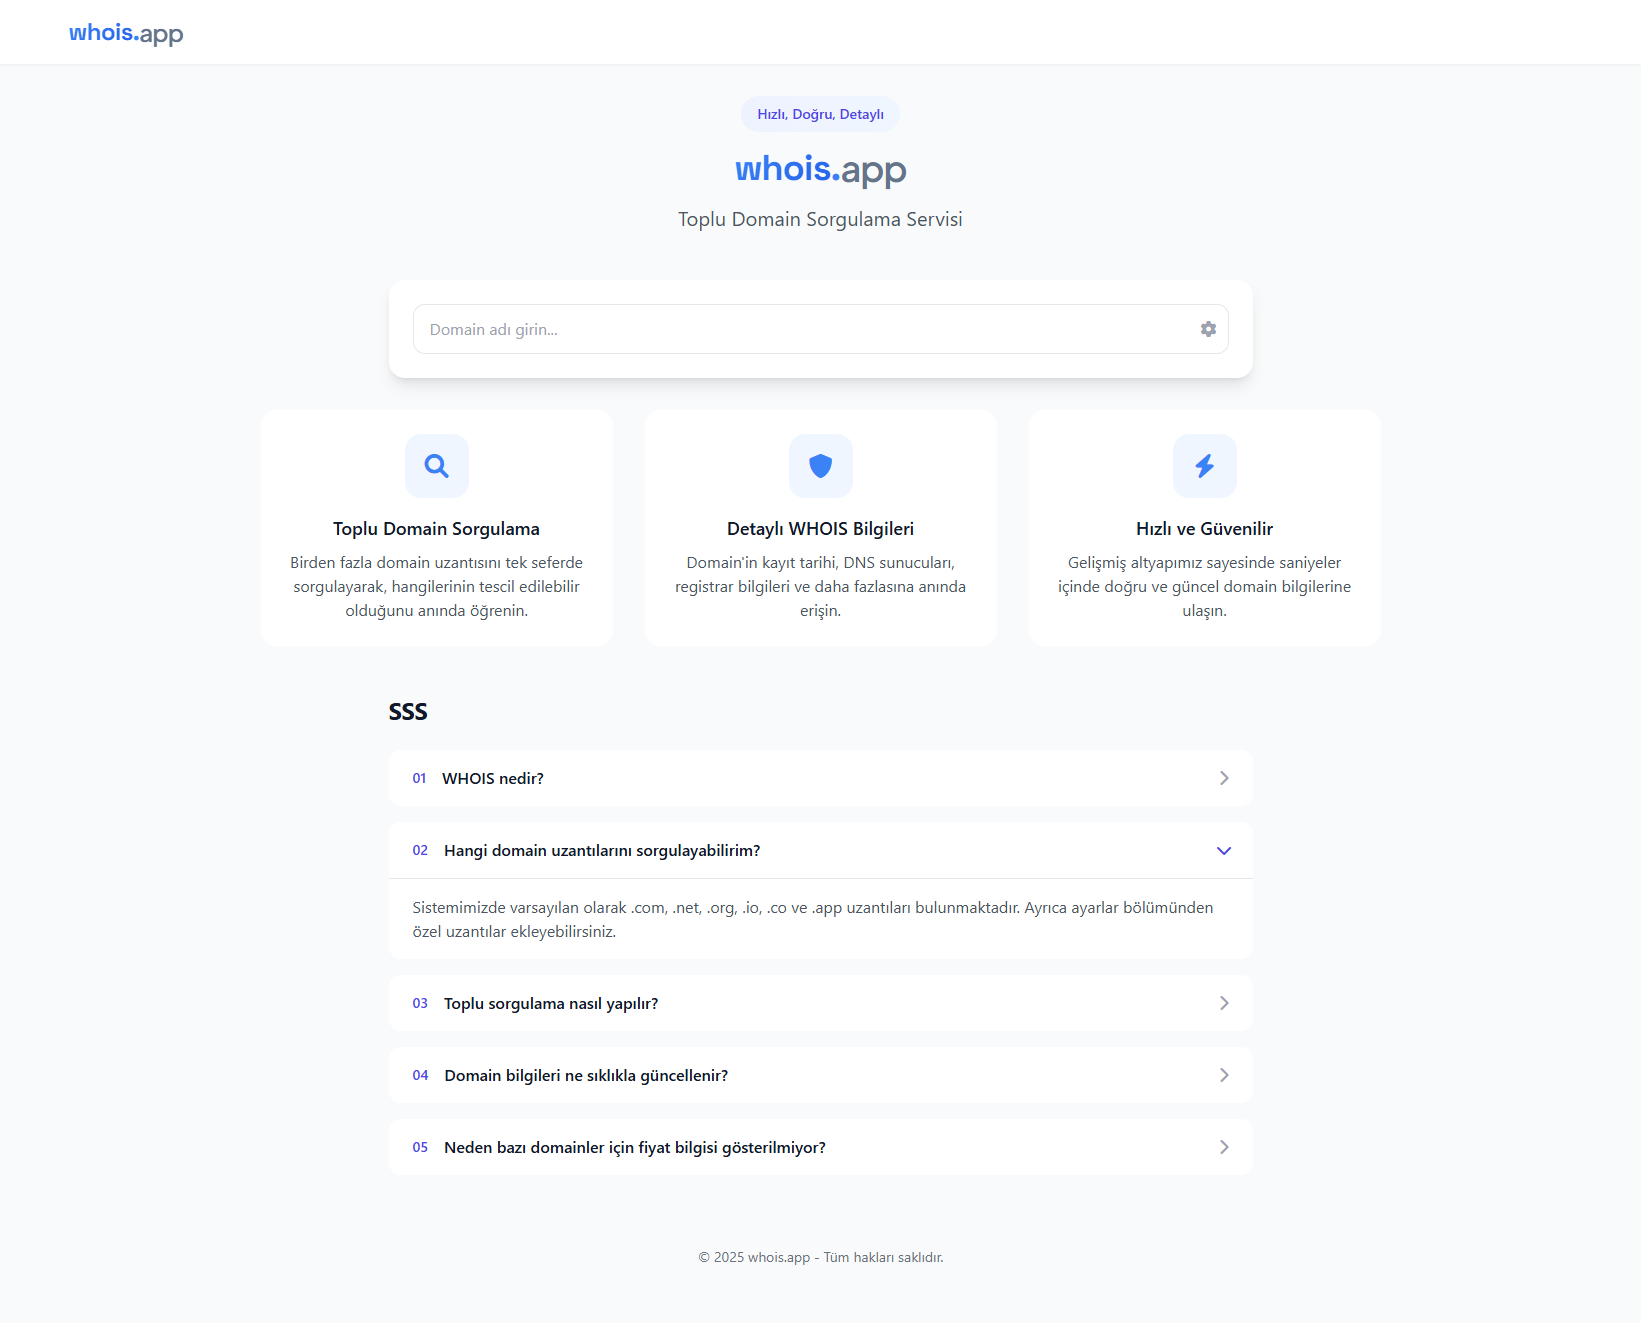 whois.app
Hızlı, Doğru, Detaylı
whois.app
Toplu Domain Sorgulama Servisi
Domain adı girin...
Toplu Domain Sorgulama
Birden fazla domain uzantısını tek seferde
sorgulayarak, hangilerinin tescil edilebilir
olduğunu anında öğrenin.
Detaylı WHOIS Bilgileri
Domain'in kayıt tarihi, DNS sunucuları,
registrar bilgileri ve daha fazlasına anında
erişin.
Hızlı ve Güvenilir
Gelişmiş altyapımız sayesinde saniyeler
içinde doğru ve güncel domain bilgilerine
ulaşın.
SSS
01 WHOIS nedir?
02 Hangi domain uzantılarını sorgulayabilirim?
Sistemimizde varsayılan olarak .com, .net, .org, .io, .co ve .app uzantıları bulunmaktadır. Ayrıca ayarlar bölümünden
özel uzantılar ekleyebilirsiniz.
03 Toplu sorgulama nasıl yapılır?
04 Domain bilgileri ne sıklıkla güncellenir?
05 Neden bazı domainler için fiyat bilgisi gösterilmiyor?
© 2025 whois.app - Tüm hakları saklıdır.